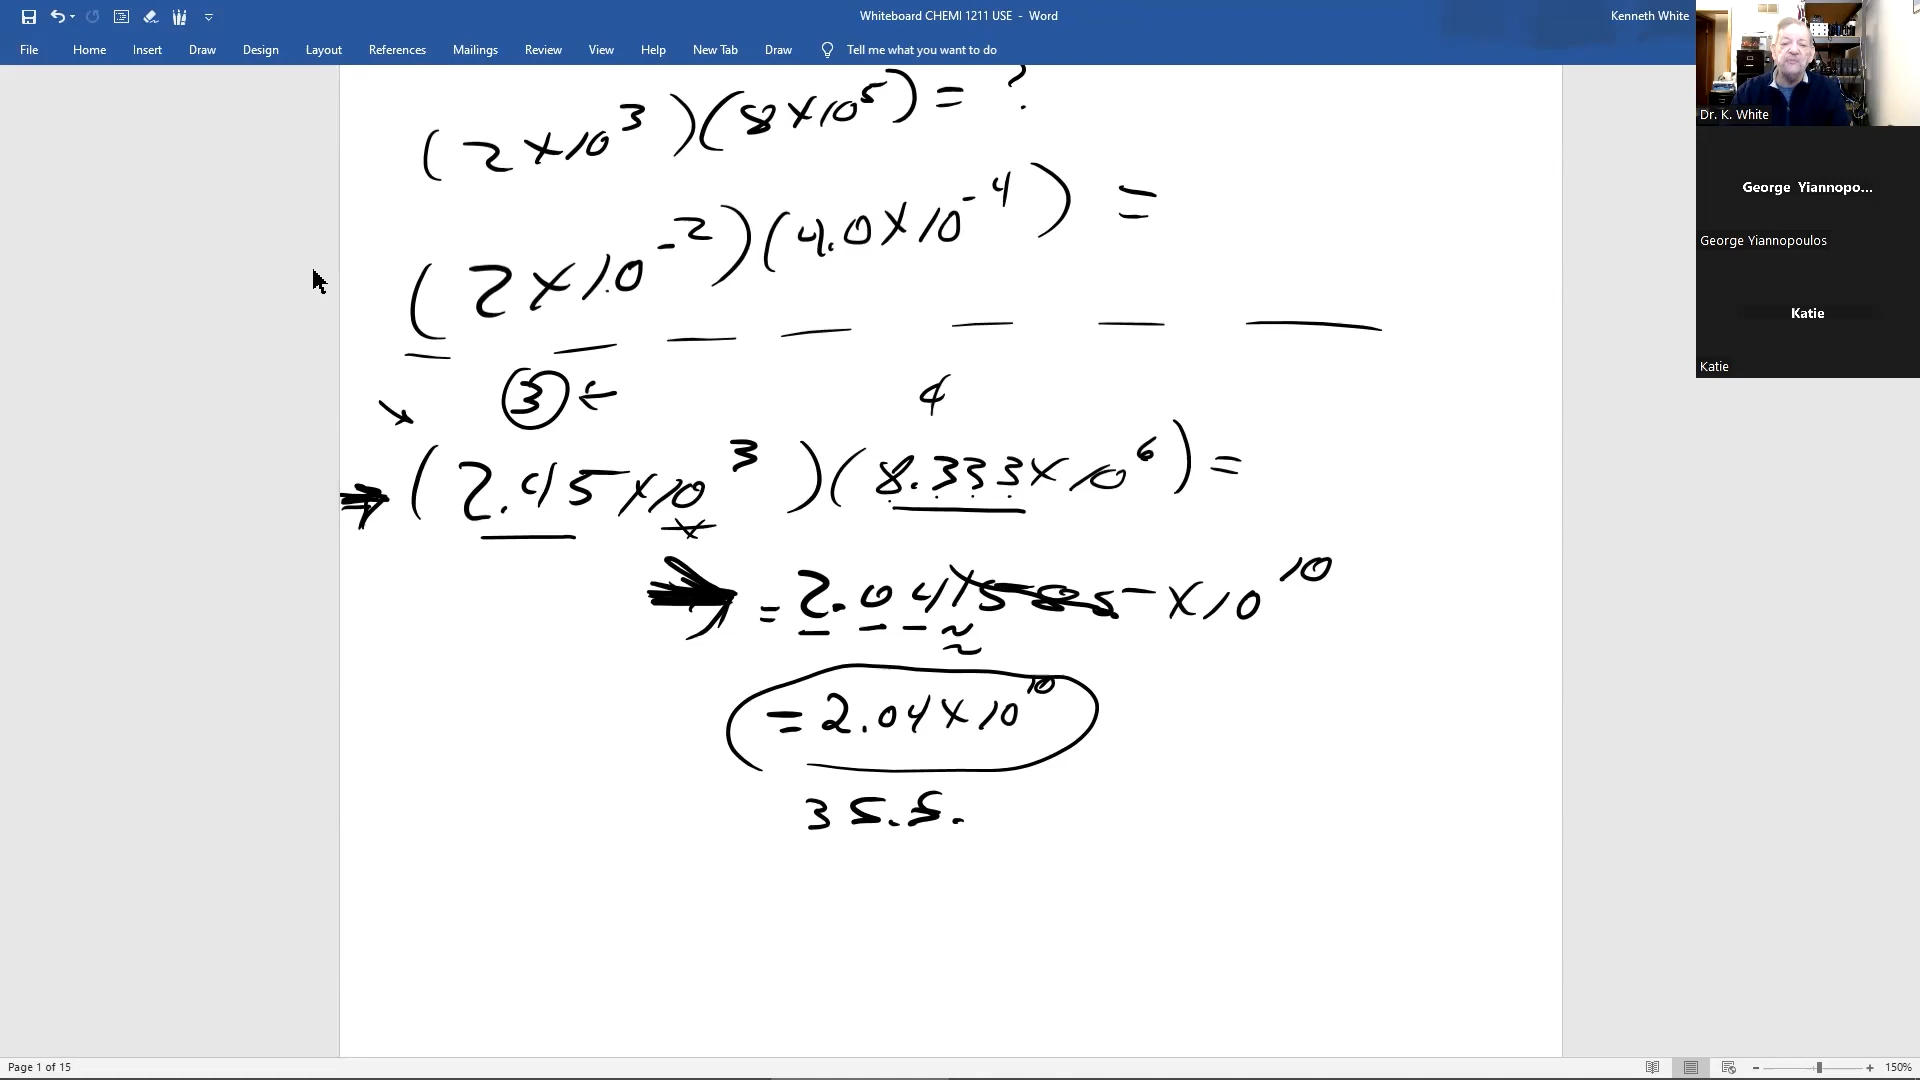 Whiteboard CHEMI 1211 USE - Word
Kenneth White
File Home Insert Draw Design Layout References Mailings Review View Help New Tab Draw Tell me what you want to do
Dr. K. White
George Yiannopo...
George Yiannopoulos
Katie
Katie
(2 x 10³)(8 x 10⁵) = ?
(2 x 10⁻²)(4.0 x 10⁻⁴) =
3 ← 4
(2.45 x 10³)(8.333 x 10⁶) =
x
= 2.041585 x 10¹⁰
= 2.04 x 10¹⁰
3 S.S.
Page 1 of 15
150%